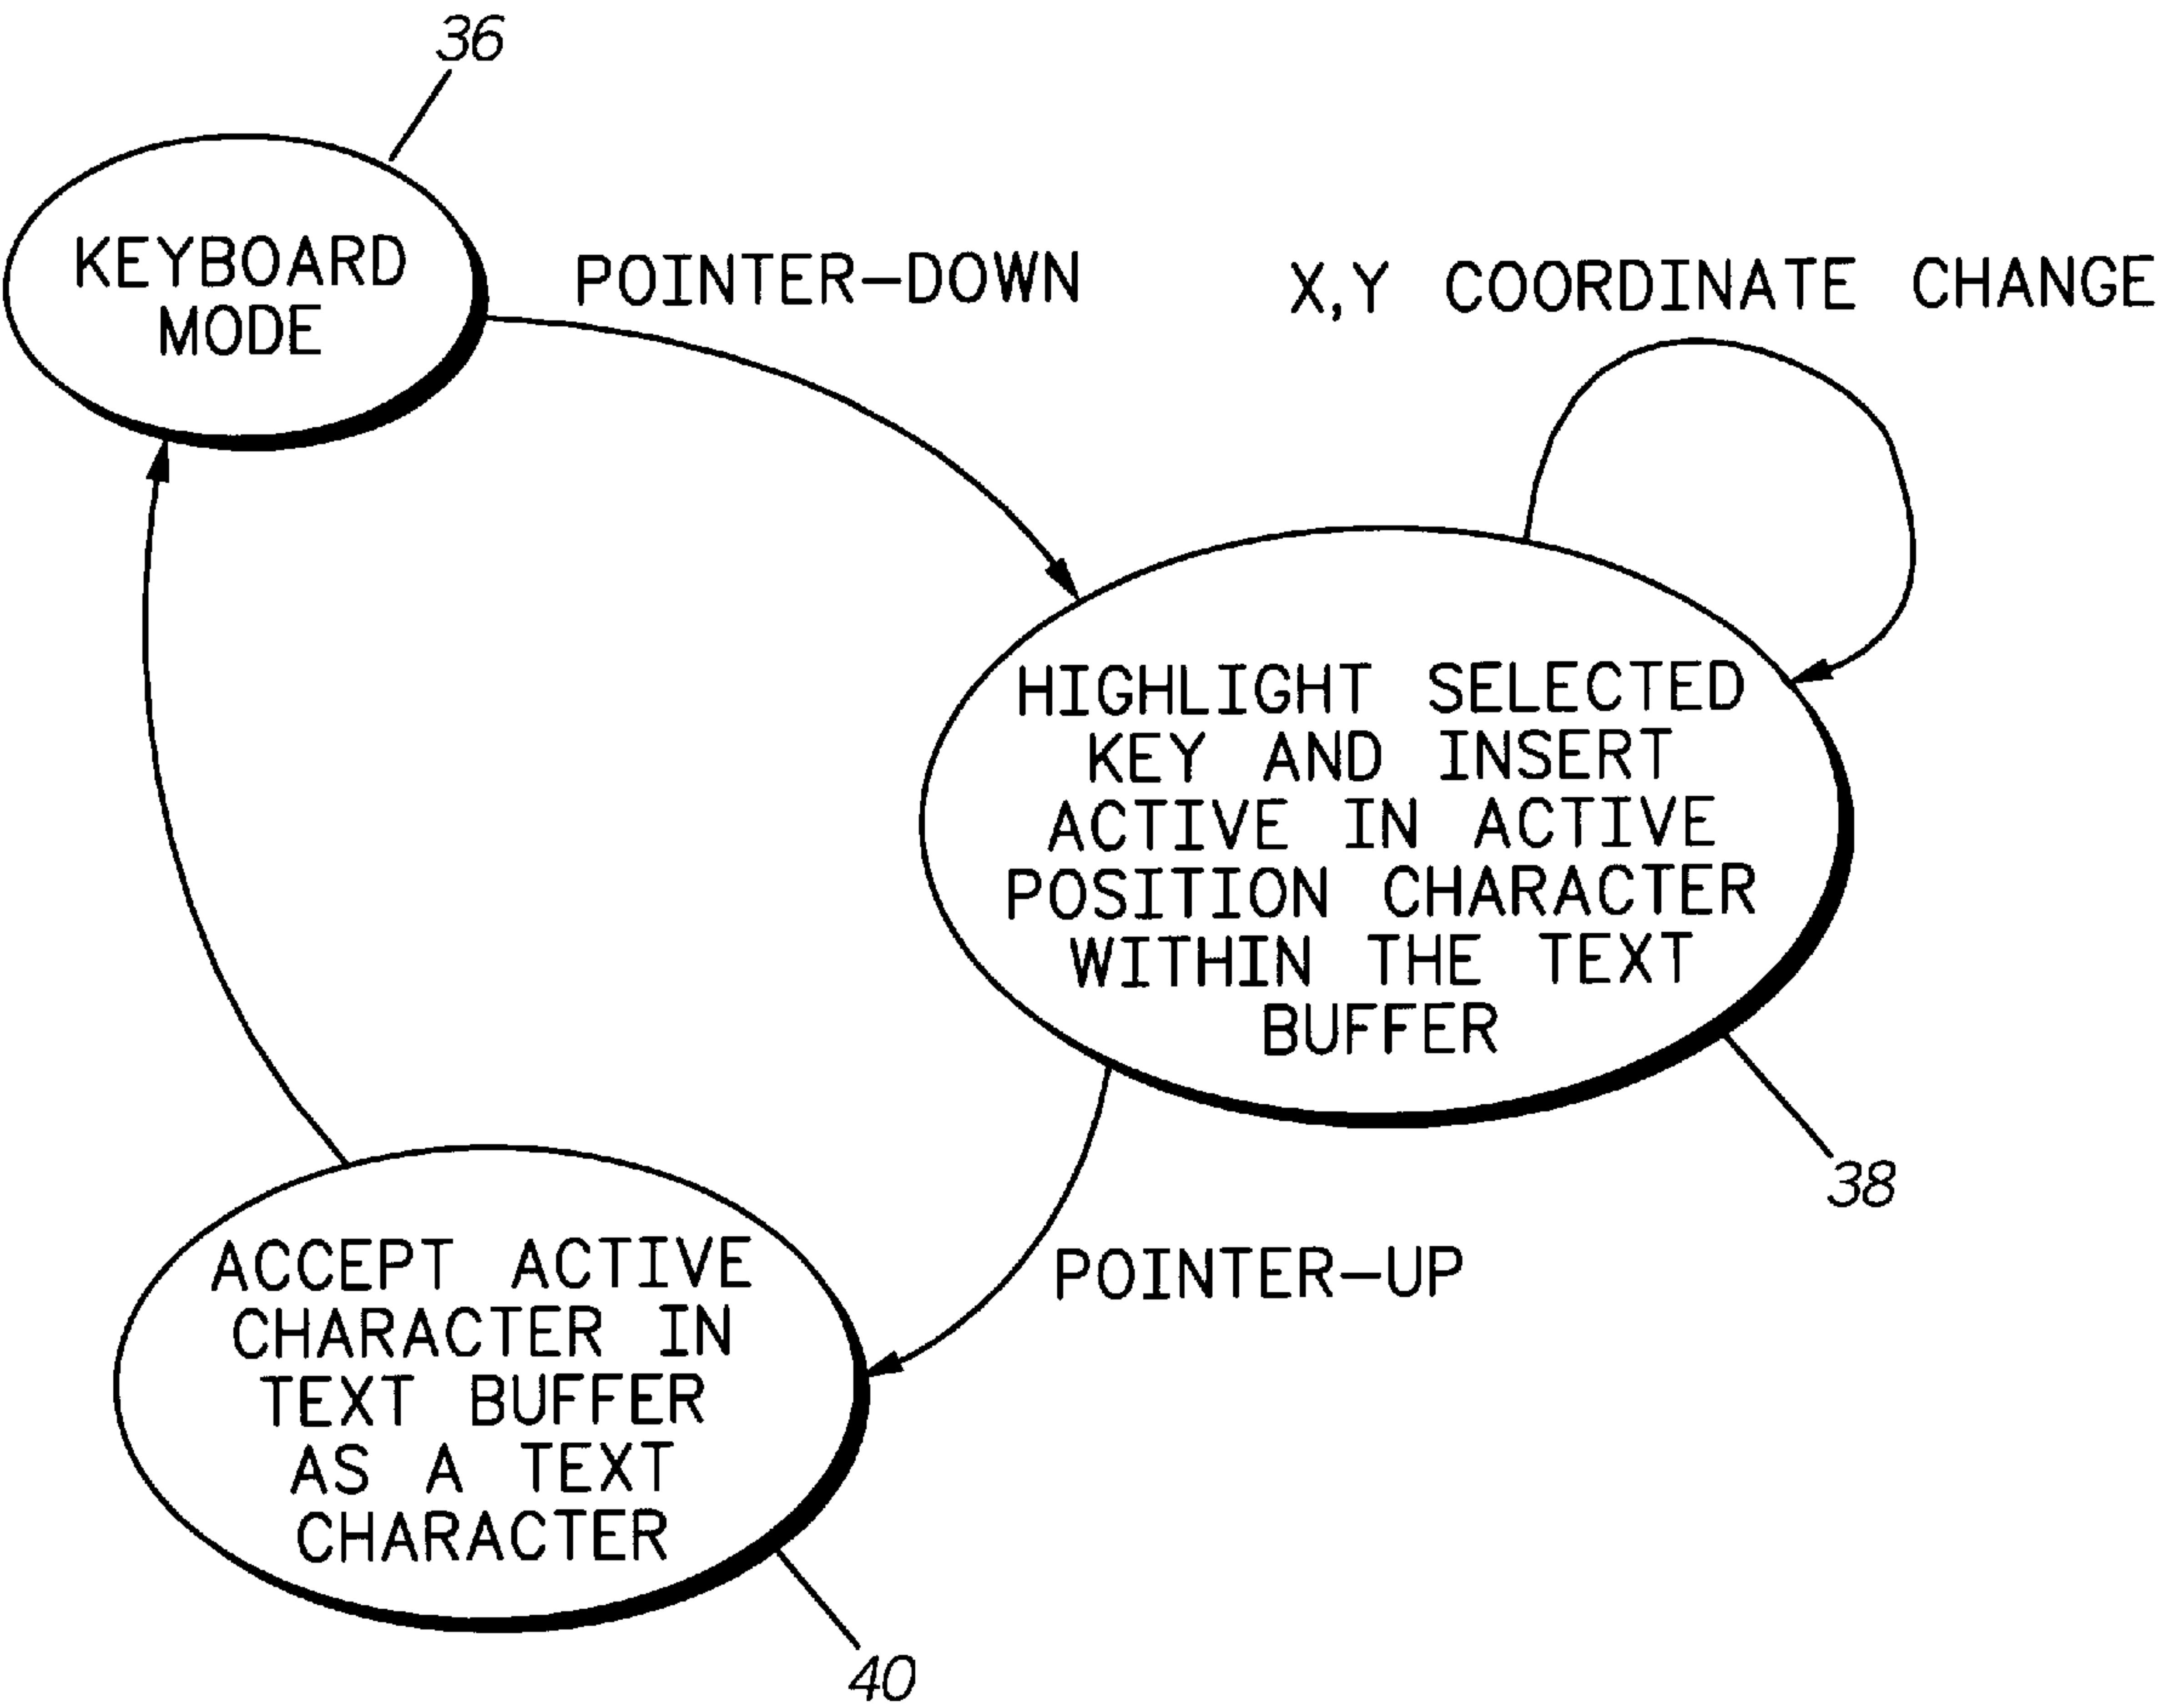 36
KEYBOARD
MODE
POINTER-DOWN
X,Y COORDINATE CHANGE
HIGHLIGHT SELECTED
KEY AND INSERT
ACTIVE IN ACTIVE
POSITION CHARACTER
WITHIN THE TEXT
BUFFER
38
POINTER-UP
ACCEPT ACTIVE
CHARACTER IN
TEXT BUFFER
AS A TEXT
CHARACTER
40